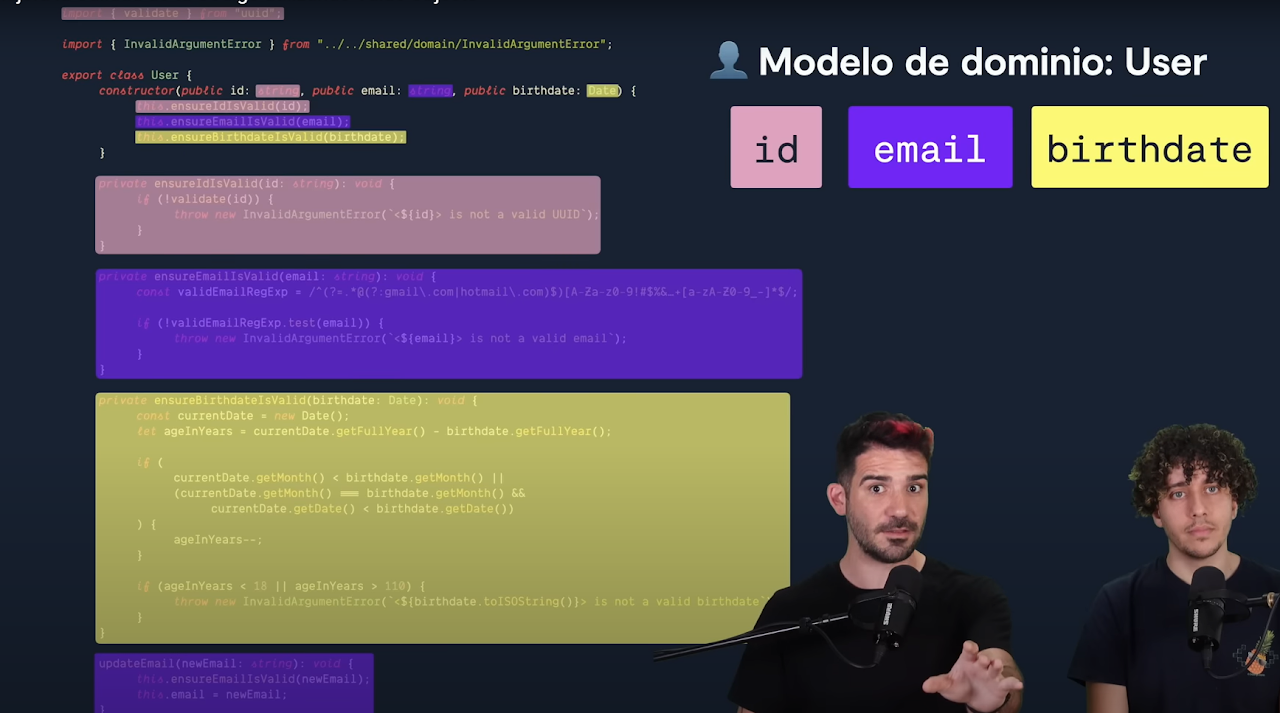 import { validate } from "uuid";
import { InvalidArgumentError } from "../../shared/domain/InvalidArgumentError";
export class User {
constructor(public id: string, public email: string, public birthdate: Date) {
this.ensureIdIsValid(id);
this.ensureEmailIsValid(email);
this.ensureBirthdateIsValid(birthdate);
}
private ensureIdIsValid(id: string): void {
if (!validate(id)) {
throw new InvalidArgumentError(`<${id}> is not a valid UUID`);
}
}
private ensureEmailIsValid(email: string): void {
const validEmailRegExp = /^(?=.*@(?:gmail\.com|hotmail\.com)$)[A-Za-z0-9!#$%&…+[a-zA-Z0-9_-]*$/;
if (!validEmailRegExp.test(email)) {
throw new InvalidArgumentError(`<${email}> is not a valid email`);
}
}
private ensureBirthdateIsValid(birthdate: Date): void {
const currentDate = new Date();
let ageInYears = currentDate.getFullYear() - birthdate.getFullYear();
if (
currentDate.getMonth() < birthdate.getMonth() ||
(currentDate.getMonth() === birthdate.getMonth() &&
currentDate.getDate() < birthdate.getDate())
) {
ageInYears--;
}
if (ageInYears < 18 || ageInYears > 110) {
throw new InvalidArgumentError(`<${birthdate.toISOString()}> is not a valid birthdate`
}
}
updateEmail(newEmail: string): void {
this.ensureEmailIsValid(newEmail);
this.email = newEmail;
}
Modelo de dominio: User
id
email
birthdate